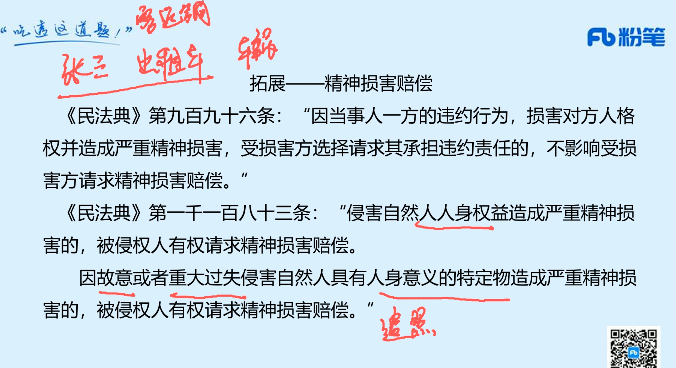 “吃透这道题！”
客运合同
粉笔
张三 出租车 车祸
拓展——精神损害赔偿
《民法典》第九百九十六条：“因当事人一方的违约行为，损害对方人格
权并造成严重精神损害，受损害方选择请求其承担违约责任的，不影响受损
害方请求精神损害赔偿。”
《民法典》第一千一百八十三条：“侵害自然人人身权益造成严重精神损
害的，被侵权人有权请求精神损害赔偿。
因故意或者重大过失侵害自然人具有人身意义的特定物造成严重精神损
害的，被侵权人有权请求精神损害赔偿。”
遗照